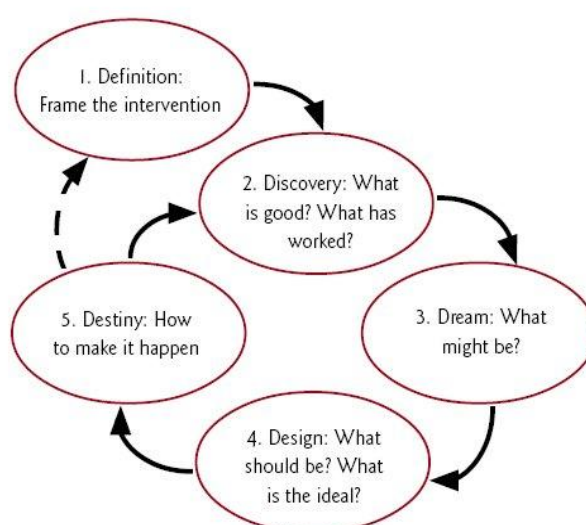 1. Definition:
Frame the intervention
2. Discovery: What
is good? What has
worked?
3. Dream: What
might be?
4. Design: What
should be? What
is the ideal?
5. Destiny: How
to make it happen